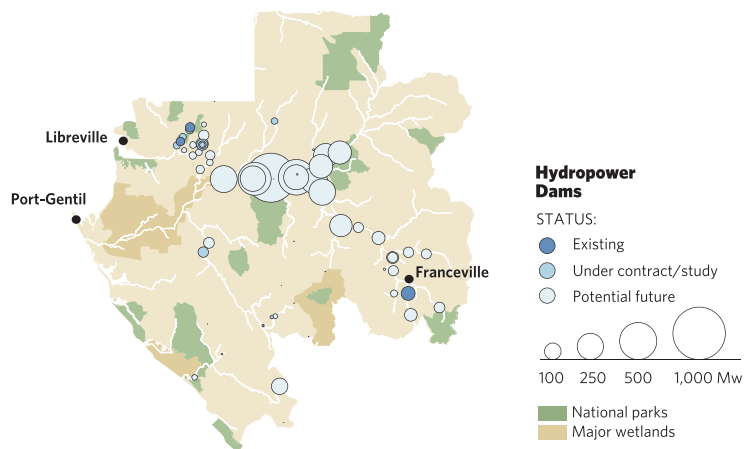 Libreville
Port-Gentil
Franceville
Hydropower
Dams
STATUS:
Existing
Under contract/study
Potential future
100 250 500 1,000 Mw
National parks
Major wetlands